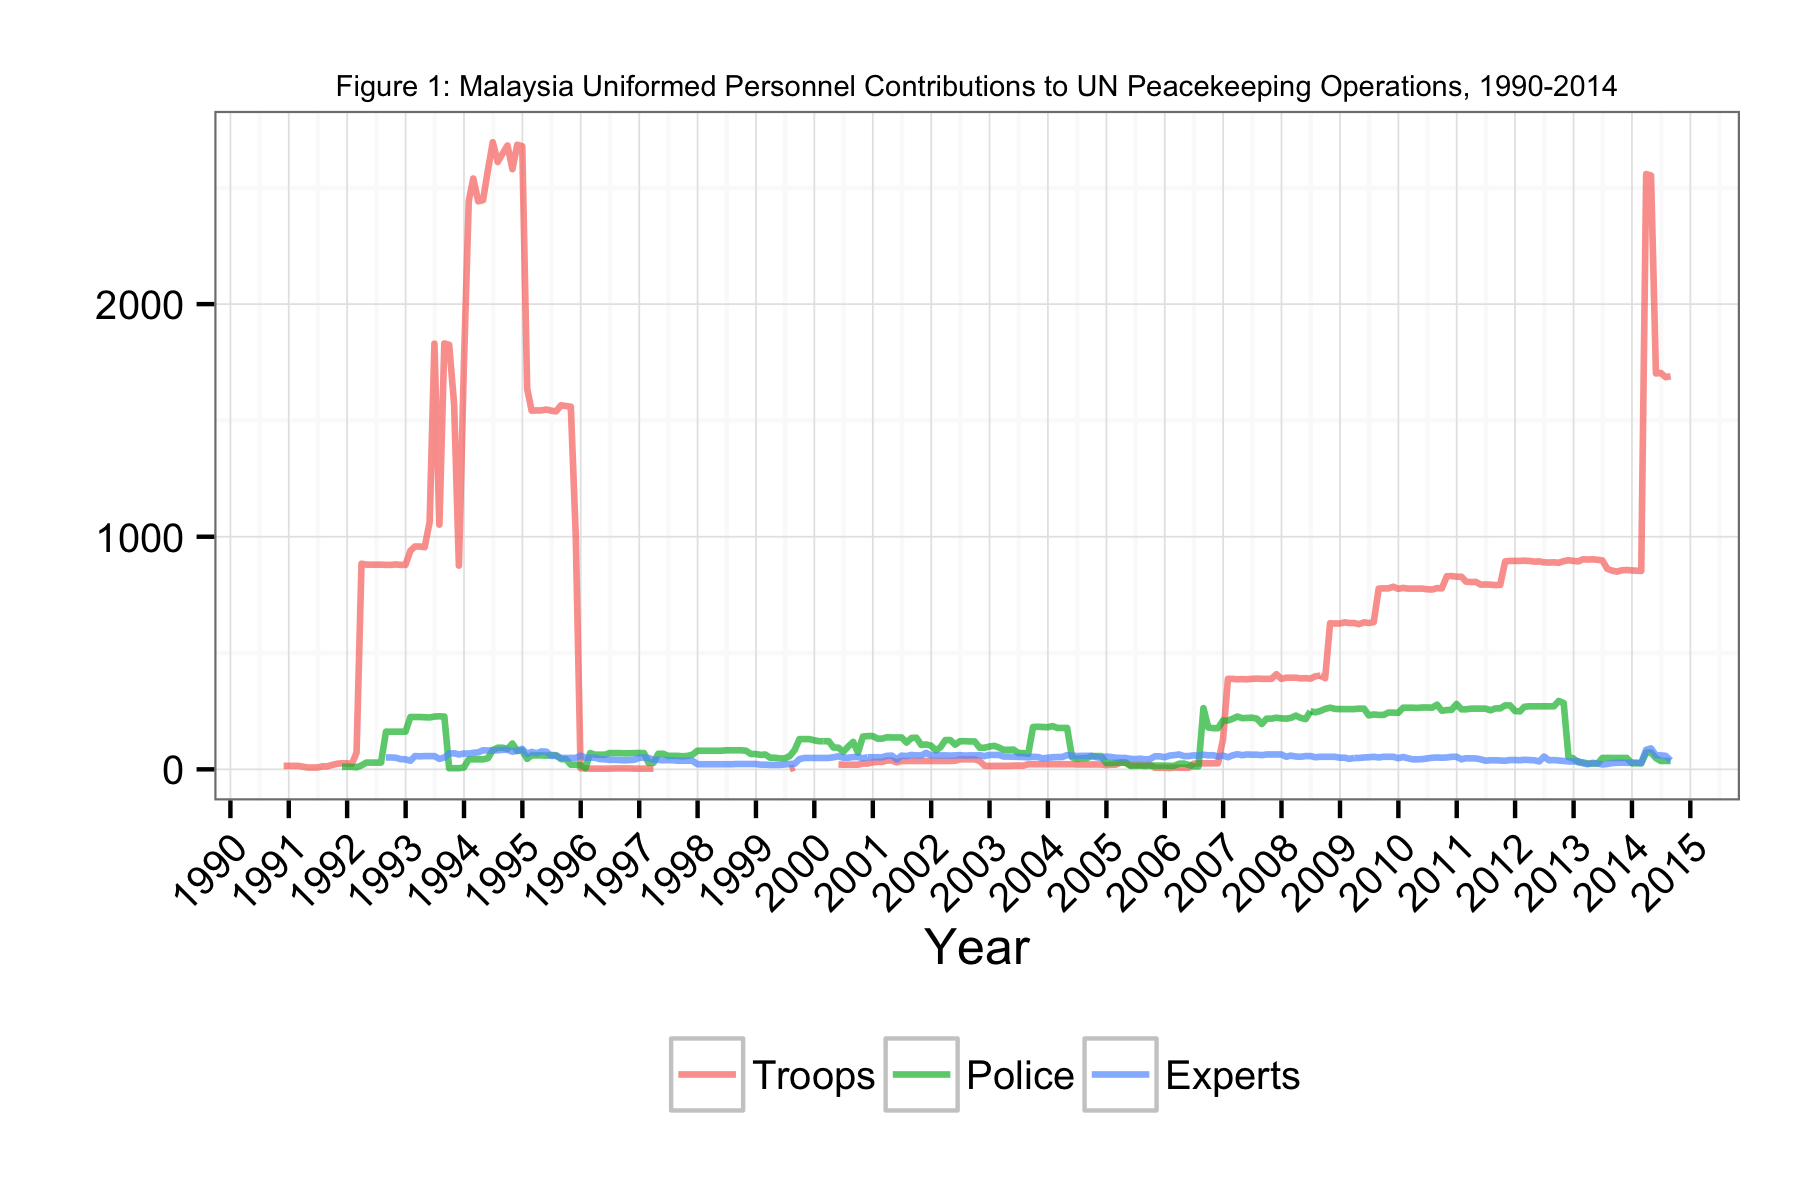 Figure 1: Malaysia Uniformed Personnel Contributions to UN Peacekeeping Operations, 1990-2014
2000
1000
0
1990 1991 1992 1993 1994 1995 1996 1997 1998 1999 2000 2001 2002 2003 2004 2005 2006 2007 2008 2009 2010 2011 2012 2013 2014 2015
Year
Troops Police Experts